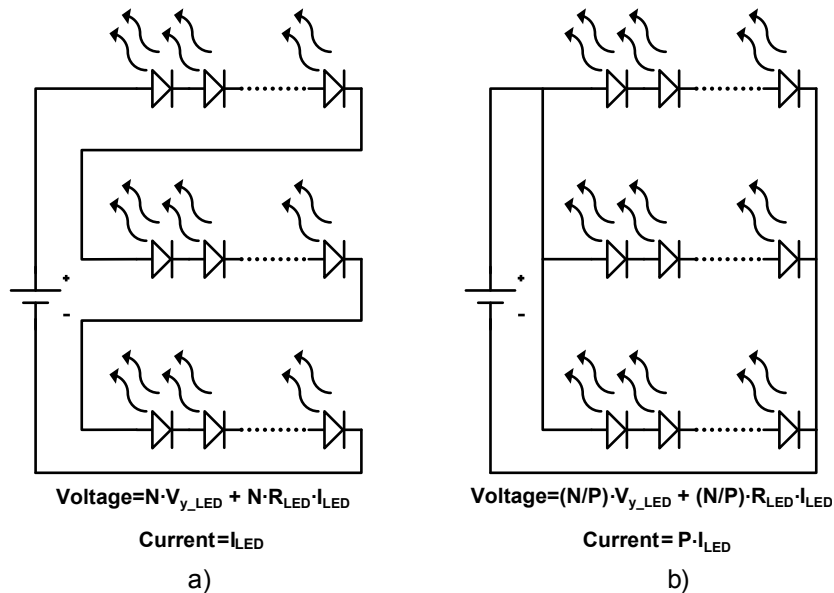 +
-
+
-
Voltage=N·Vy_LED + N·RLED·ILED
Current=ILED
a)
Voltage=(N/P)·Vy_LED + (N/P)·RLED·ILED
Current= P·ILED
b)